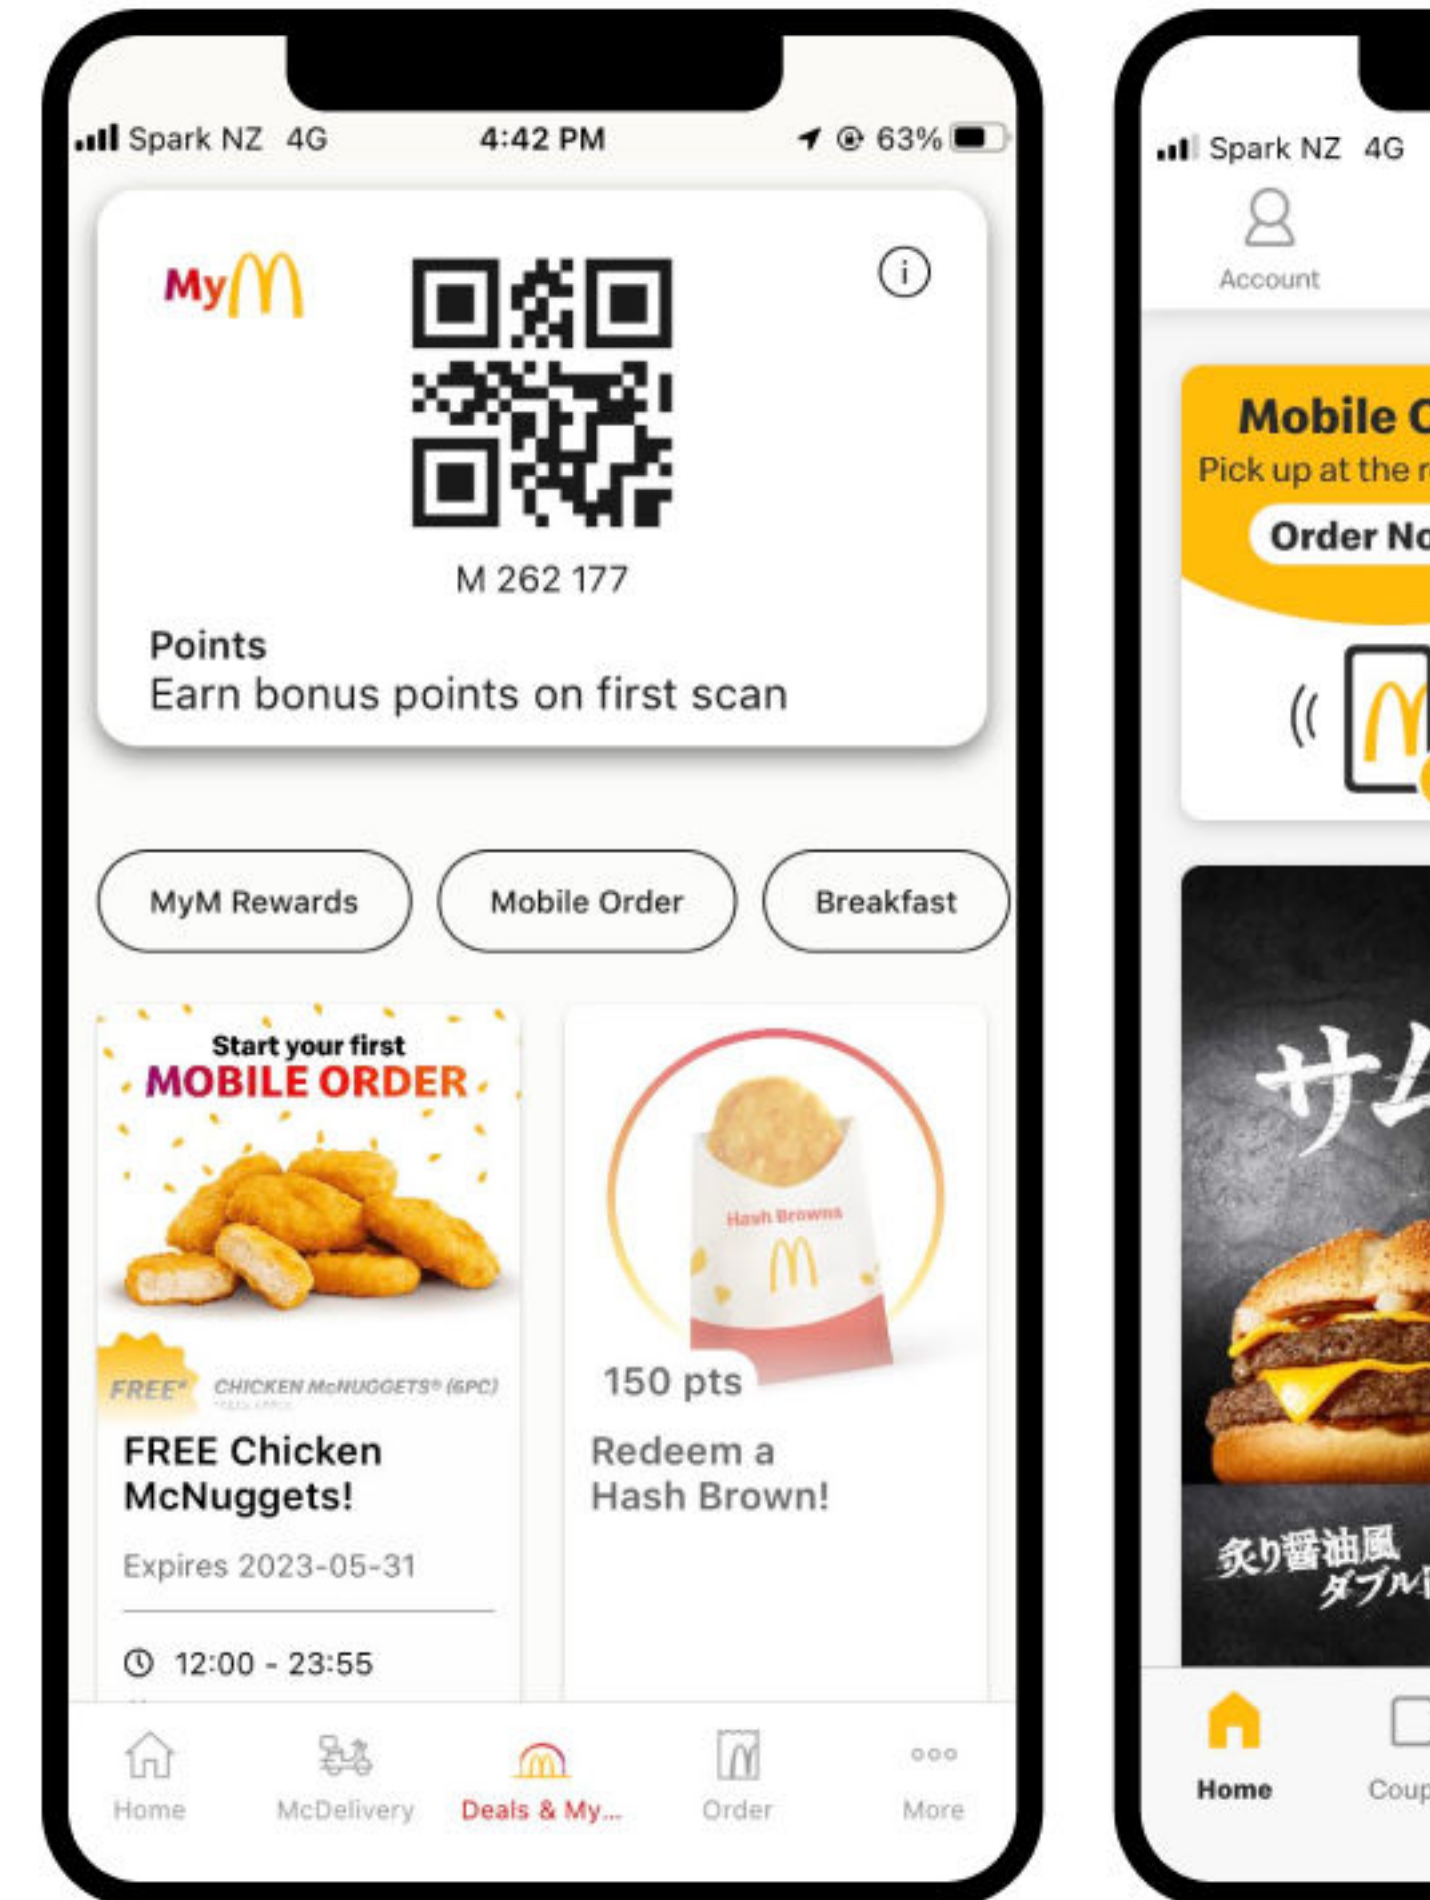 Spark NZ 4G 4:42 PM 63%
My
M 262 177
Points
Earn bonus points on first scan
MyM Rewards Mobile Order Breakfast
Start your first
MOBILE ORDER
FREE* CHICKEN McNUGGETS® (6PC)
FREE Chicken
McNuggets!
Expires 2023-05-31
12:00 - 23:55
Hash Browns
150 pts
Redeem a
Hash Brown!
Home McDelivery Deals & My... Order More
Spark NZ 4G
Account
Mobile
Pick up at the
Order
サム
炙り醤油風
ダブル
Home